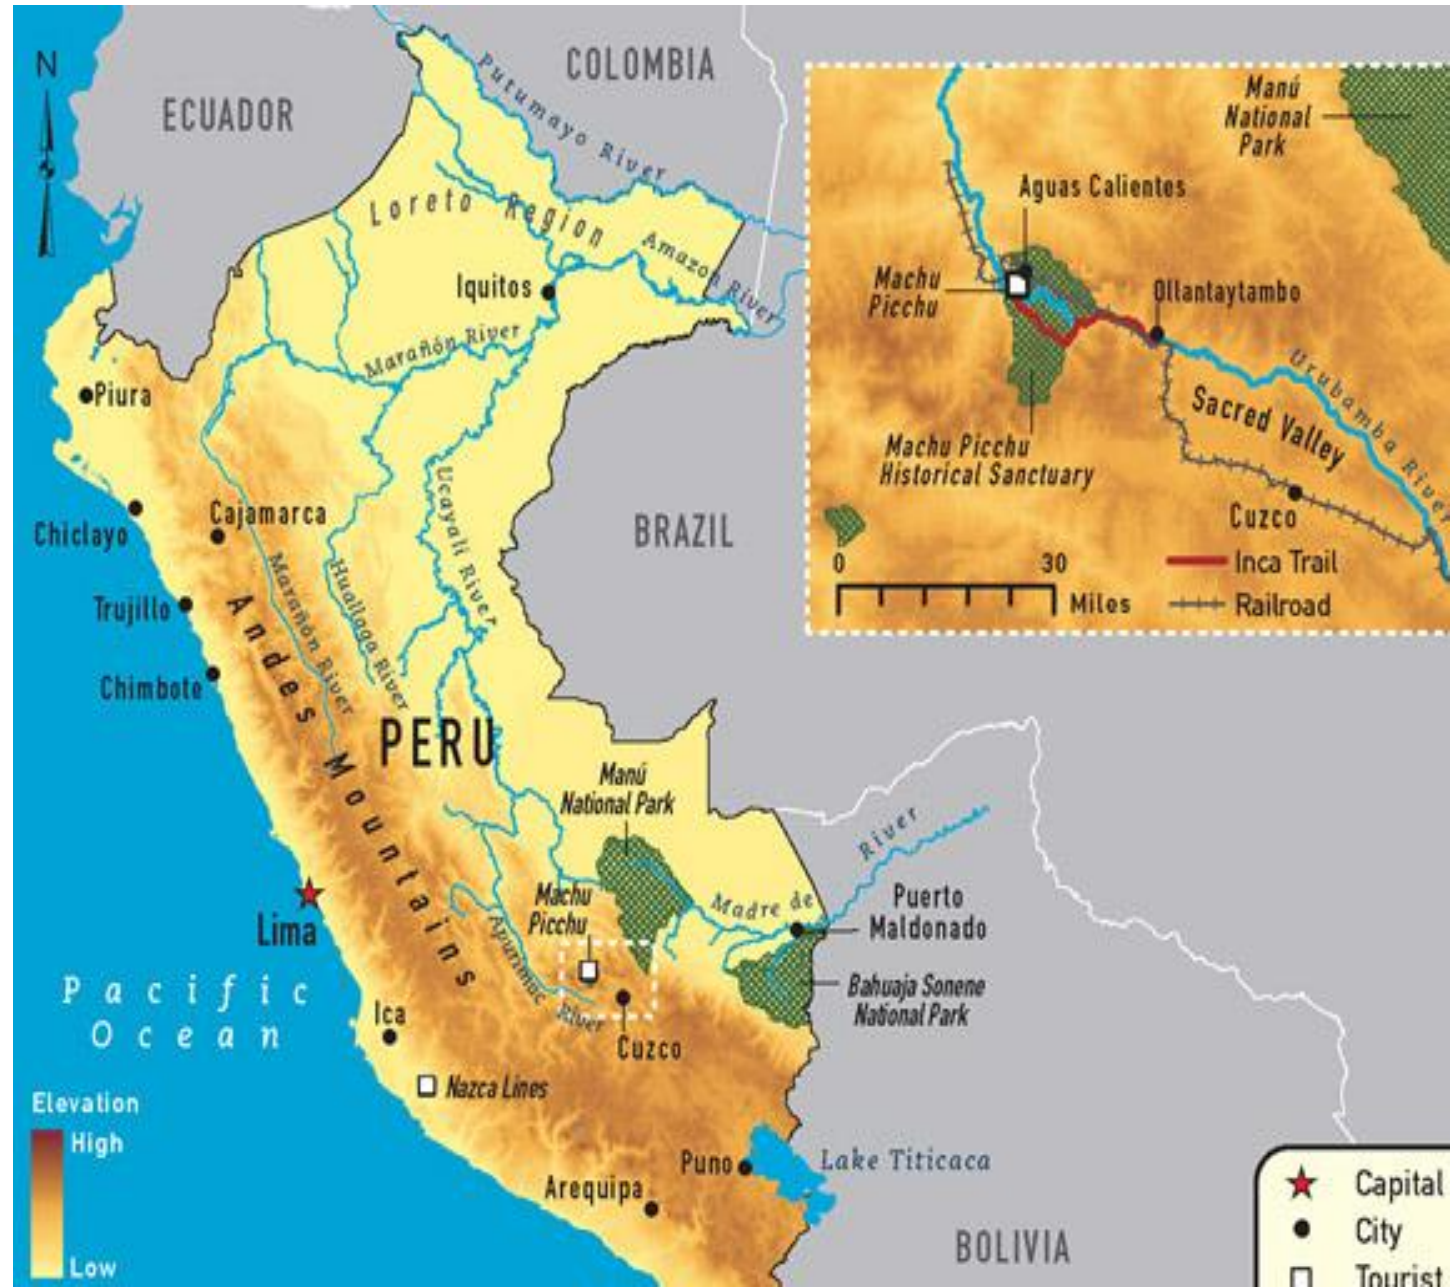 N
ECUADOR
COLOMBIA
Putumayo River
Loreto Region
Amazon River
Iquitos
Marañón River
Piura
Ucayali River
BRAZIL
Chiclayo
Cajamarca
Trujillo
Huallaga River
Marañón River
Chimbote
Andes Mountains
PERU
Manú
National Park
Machu
Picchu
Madre de
River
Puerto
Maldonado
Bahuaja Sonene
National Park
Lima
Apurimac River
Pacific
Ocean
Ica
Cuzco
Nazca Lines
Puno
Lake Titicaca
Arequipa
BOLIVIA
Elevation
High
Low
Manú
National
Park
Aguas Calientes
Machu
Picchu
Ollantaytambo
Urubamba River
Sacred Valley
Machu Picchu
Historical Sanctuary
Cuzco
0 30
Miles
Inca Trail
Railroad
Capital
City
Tourist